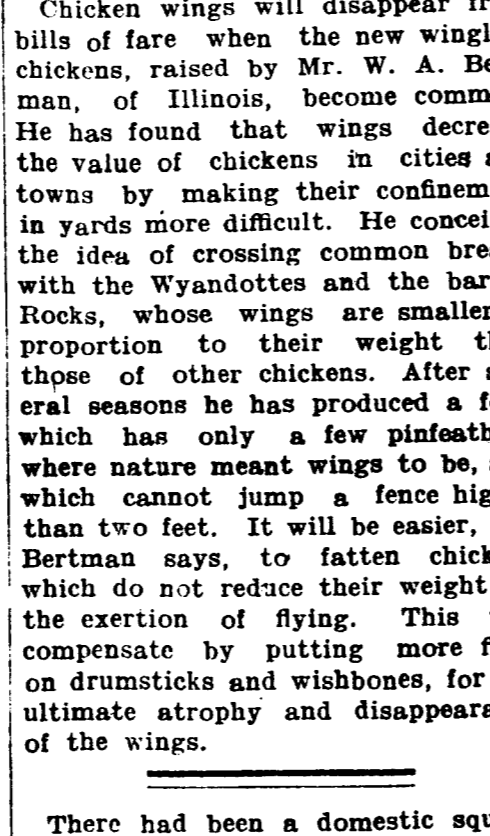 Chicken wings will disappear fr
bills of fare when the new wingl
chickens, raised by Mr. W. A. Be
man, of Illinois, become comm
He has found that wings decre
the value of chickens in cities a
towns by making their confinem
in yards more difficult. He concei
the idea of crossing common bre
with the Wyandottes and the bar
Rocks, whose wings are smaller
proportion to their weight th
those of other chickens. After s
eral seasons he has produced a f
which has only a few pinfeath
where nature meant wings to be,
which cannot jump a fence hig
than two feet. It will be easier,
Bertman says, to fatten chick
which do not reduce their weight
the exertion of flying. This
compensate by putting more f
on drumsticks and wishbones, for
ultimate atrophy and disappeara
of the wings.
There had been a domestic squ